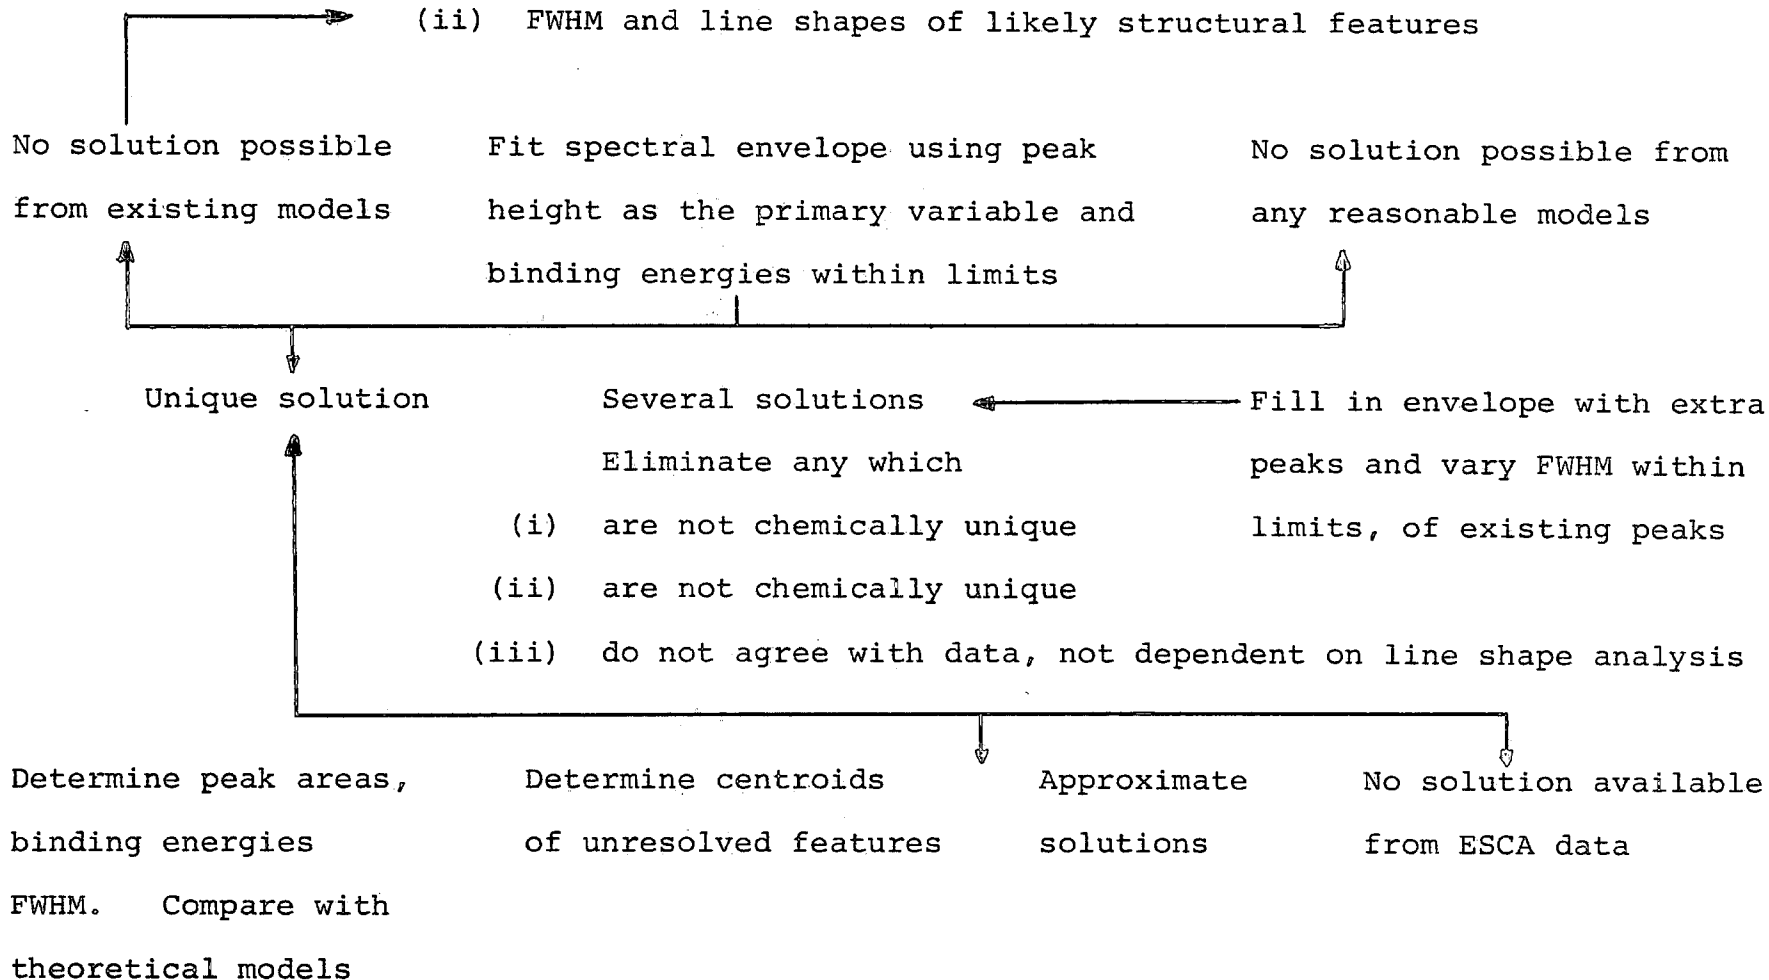 (ii) FWHM and line shapes of likely structural features
No solution possible
from existing models
Fit spectral envelope using peak
height as the primary variable and
binding energies within limits
No solution possible from
any reasonable models
Unique solution
Several solutions
Eliminate any which
(i) are not chemically unique
(ii) are not chemically unique
(iii) do not agree with data, not dependent on line shape analysis
Fill in envelope with extra
peaks and vary FWHM within
limits, of existing peaks
Determine peak areas,
binding energies
FWHM. Compare with
theoretical models
Determine centroids
of unresolved features
Approximate
solutions
No solution available
from ESCA data